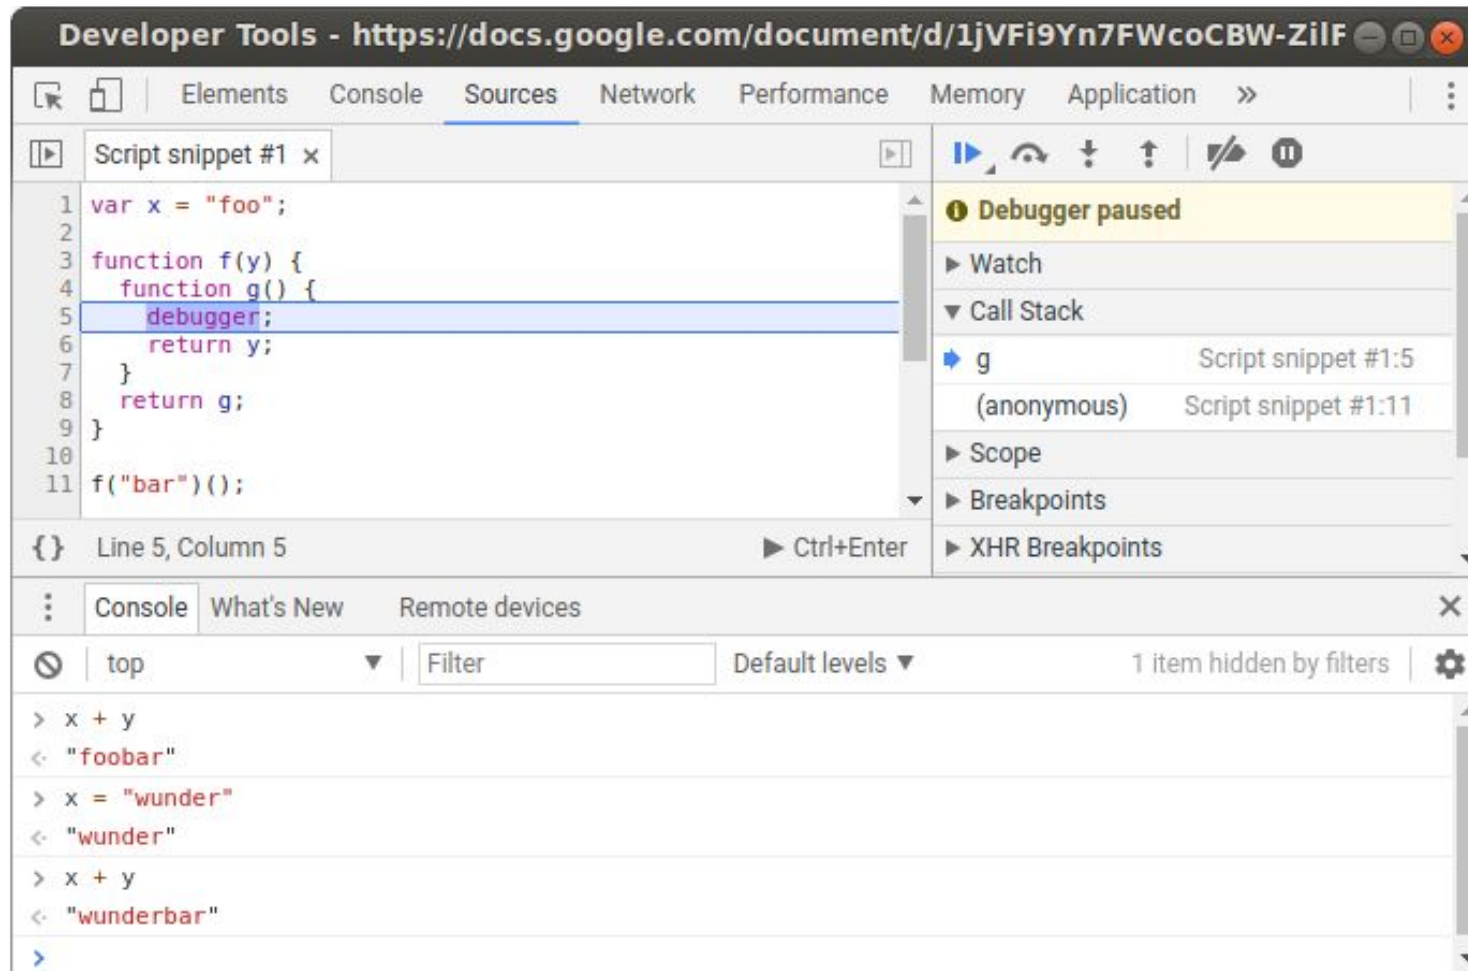 Developer Tools - https://docs.google.com/document/d/1jVFi9Yn7FWcoCBW-ZilF
Elements Console Sources Network Performance Memory Application »
Script snippet #1 ×
1 var x = "foo";
2
3 function f(y) {
4   function g() {
5     debugger;
6     return y;
7   }
8   return g;
9 }
10
11 f("bar")();
{} Line 5, Column 5 ▶ Ctrl+Enter
Debugger paused
▶ Watch
▼ Call Stack
g Script snippet #1:5
(anonymous) Script snippet #1:11
▶ Scope
▶ Breakpoints
▶ XHR Breakpoints
Console What's New Remote devices
top ▼ Filter Default levels ▼ 1 item hidden by filters
> x + y
<· "foobar"
> x = "wunder"
<· "wunder"
> x + y
<· "wunderbar"
>